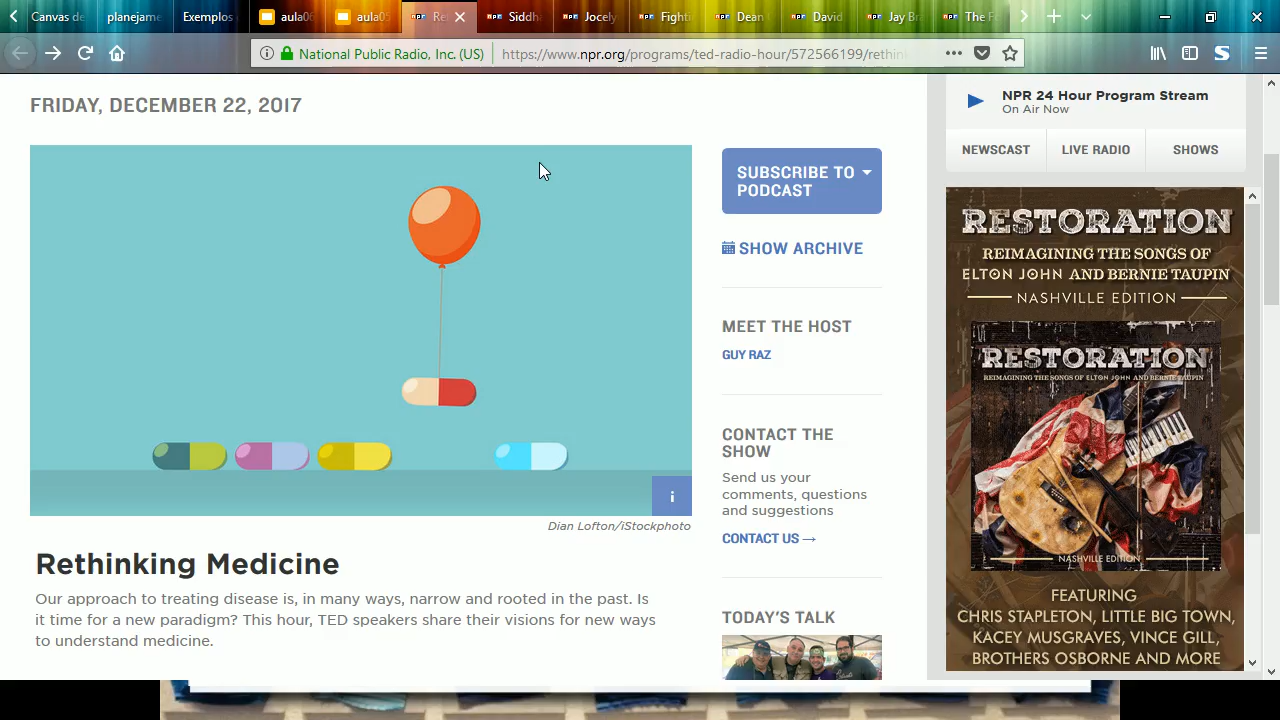 Canvas de
planejame
Exemplos
aula06
aula05
Re
Siddh
Jocely
Fighti
Dean
David
Jay Bra
The F
National Public Radio, Inc. (US)
https://www.npr.org/programs/ted-radio-hour/572566199/rethin
FRIDAY, DECEMBER 22, 2017
i
Dian Lofton/iStockphoto
Rethinking Medicine
Our approach to treating disease is, in many ways, narrow and rooted in the past. Is
it time for a new paradigm? This hour, TED speakers share their visions for new ways
to understand medicine.
SUBSCRIBE TO
PODCAST
SHOW ARCHIVE
MEET THE HOST
GUY RAZ
CONTACT THE
SHOW
Send us your
comments, questions
and suggestions
CONTACT US →
TODAY'S TALK
NPR 24 Hour Program Stream
On Air Now
NEWSCAST
LIVE RADIO
SHOWS
RESTORATION
REIMAGINING THE SONGS OF
ELTON JOHN AND BERNIE TAUPIN
NASHVILLE EDITION
RESTORATION
REIMAGINING THE SONGS OF ELTON JOHN AND BERNIE TAUPIN
NASHVILLE EDITION
FEATURING
CHRIS STAPLETON, LITTLE BIG TOWN,
KACEY MUSGRAVES, VINCE GILL,
BROTHERS OSBORNE AND MORE